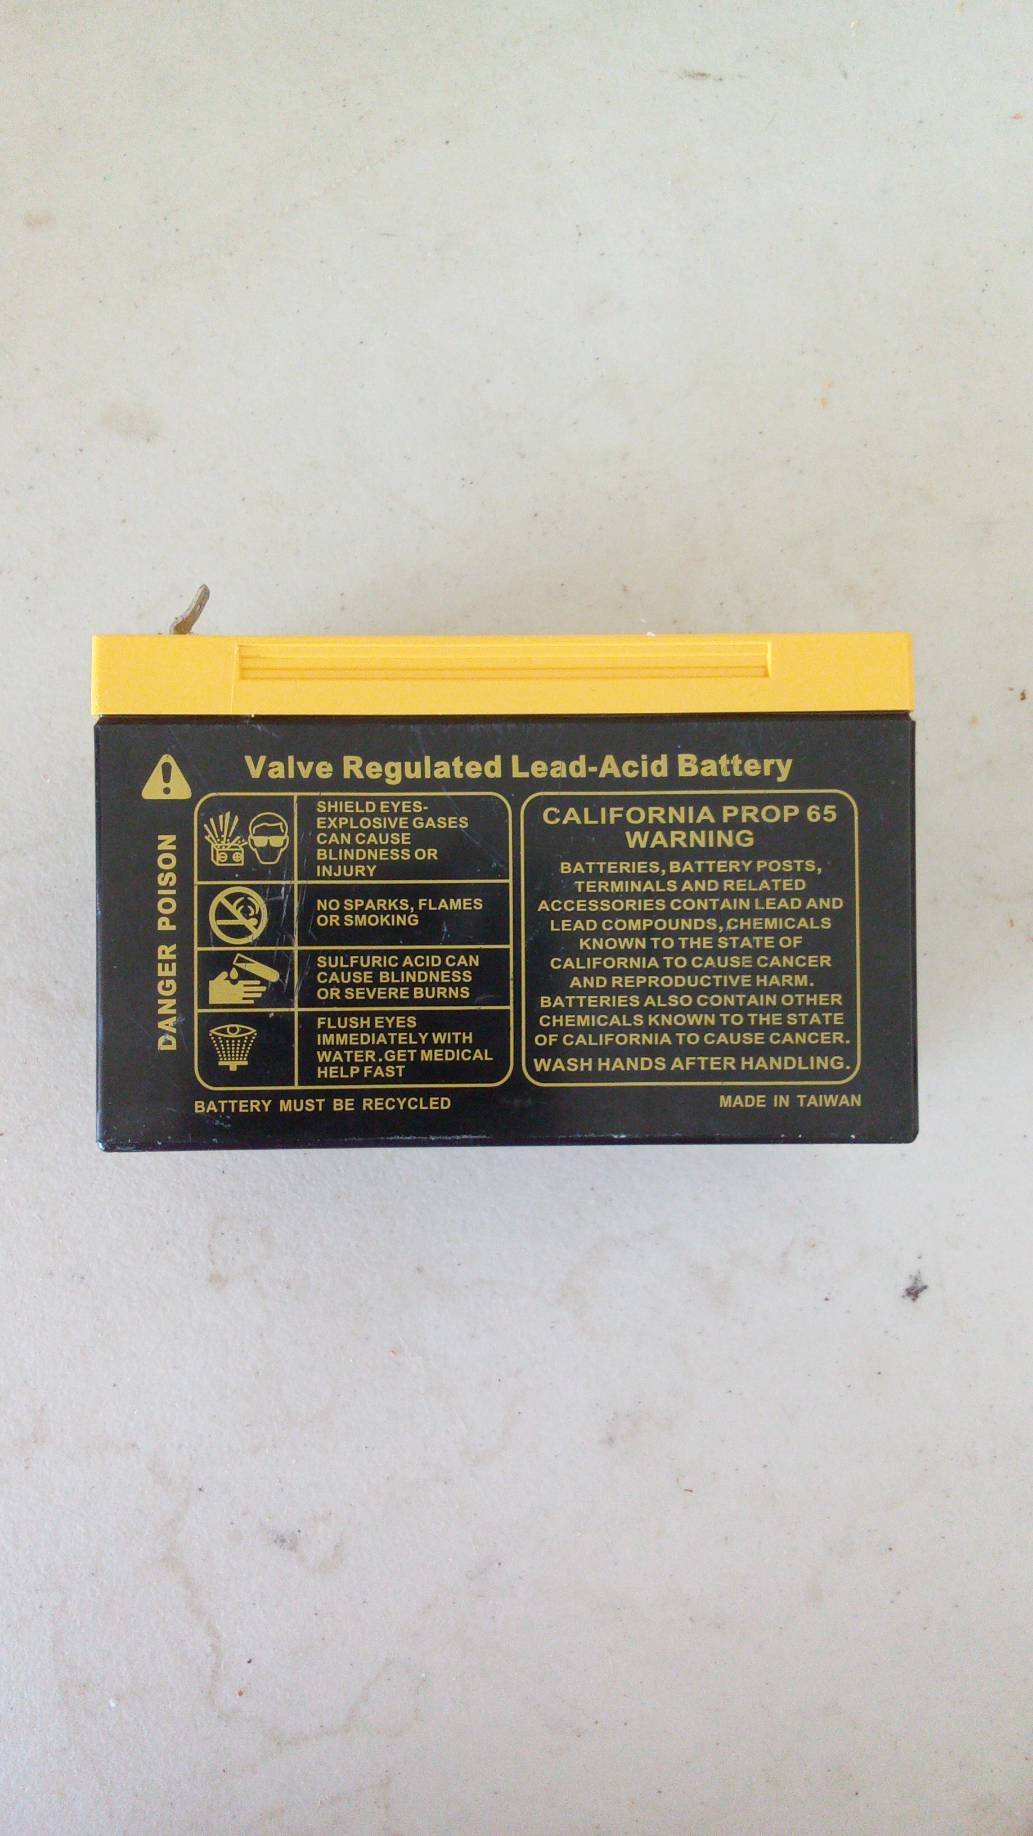 Valve Regulated Lead-Acid Battery
DANGER POISON
SHIELD EYES-
EXPLOSIVE GASES
CAN CAUSE
BLINDNESS OR
INJURY
NO SPARKS, FLAMES
OR SMOKING
SULFURIC ACID CAN
CAUSE BLINDNESS
OR SEVERE BURNS
FLUSH EYES
IMMEDIATELY WITH
WATER.GET MEDICAL
HELP FAST
CALIFORNIA PROP 65
WARNING
BATTERIES, BATTERY POSTS,
TERMINALS AND RELATED
ACCESSORIES CONTAIN LEAD AND
LEAD COMPOUNDS, CHEMICALS
KNOWN TO THE STATE OF
CALIFORNIA TO CAUSE CANCER
AND REPRODUCTIVE HARM.
BATTERIES ALSO CONTAIN OTHER
CHEMICALS KNOWN TO THE STATE
OF CALIFORNIA TO CAUSE CANCER.
WASH HANDS AFTER HANDLING.
BATTERY MUST BE RECYCLED
MADE IN TAIWAN